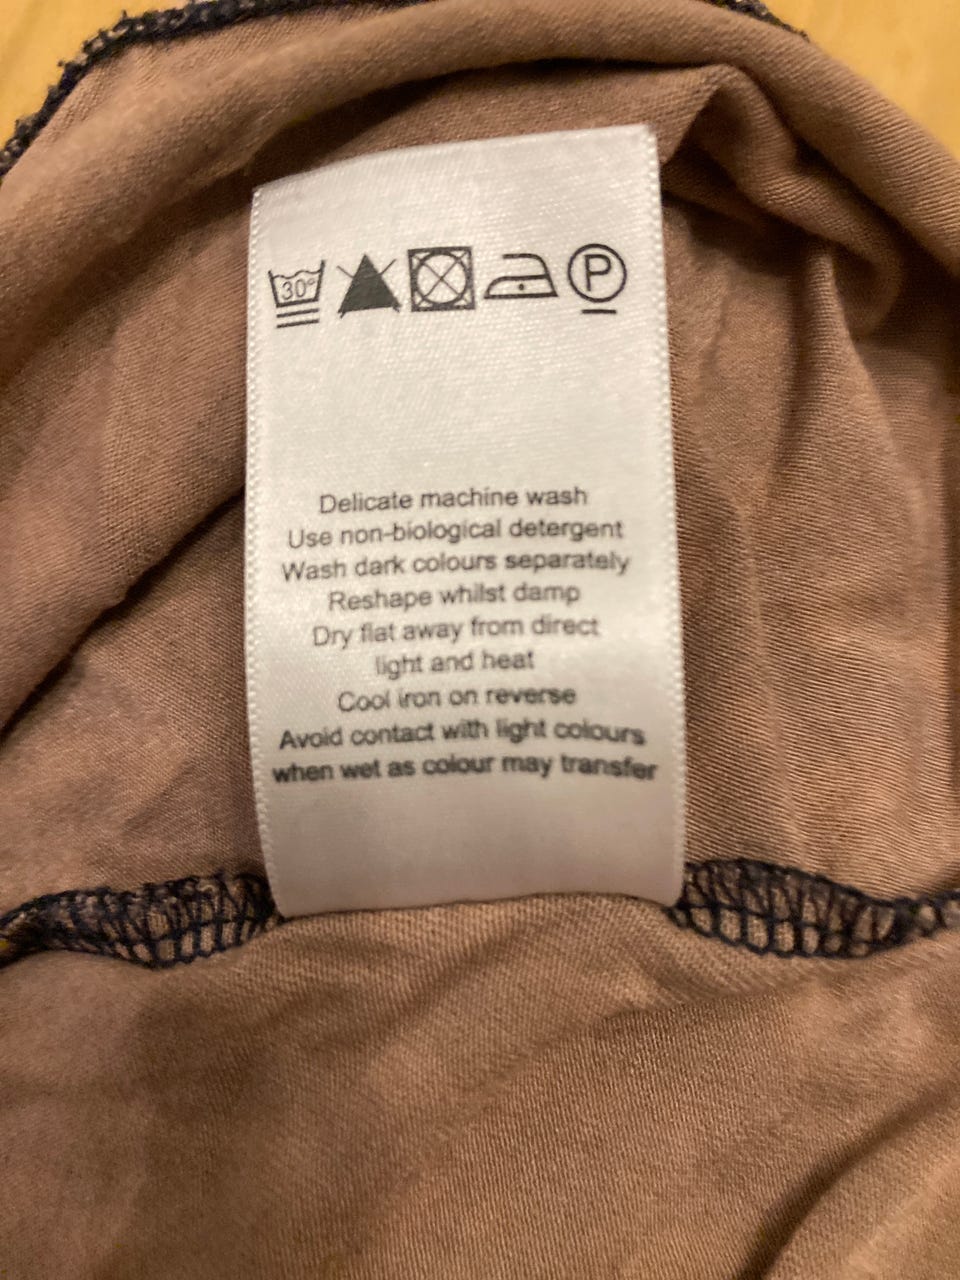 30° P
Delicate machine wash
Use non-biological detergent
Wash dark colours separately
Reshape whilst damp
Dry flat away from direct
light and heat
Cool iron on reverse
Avoid contact with light colours
when wet as colour may transfer